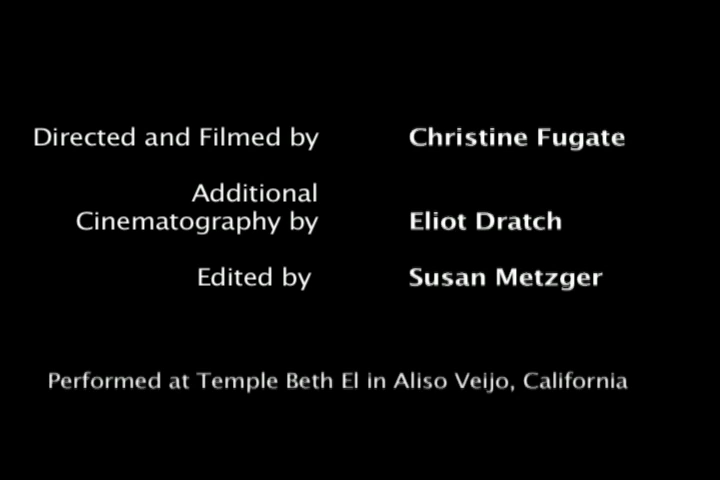 Directed and Filmed by Christine Fugate
Additional
Cinematography by Eliot Dratch
Edited by Susan Metzger
Performed at Temple Beth El in Aliso Veijo, California